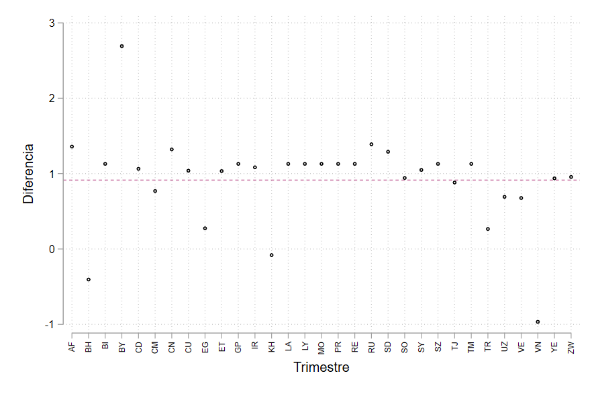 3
2
1
0
-1
Diferencia
AF BH BI BY CD CM CN CU EG ET GP IR KH LA LY MO PR RE RU SD SO SY SZ TJ TM TR UZ VE VN YE ZW
Trimestre